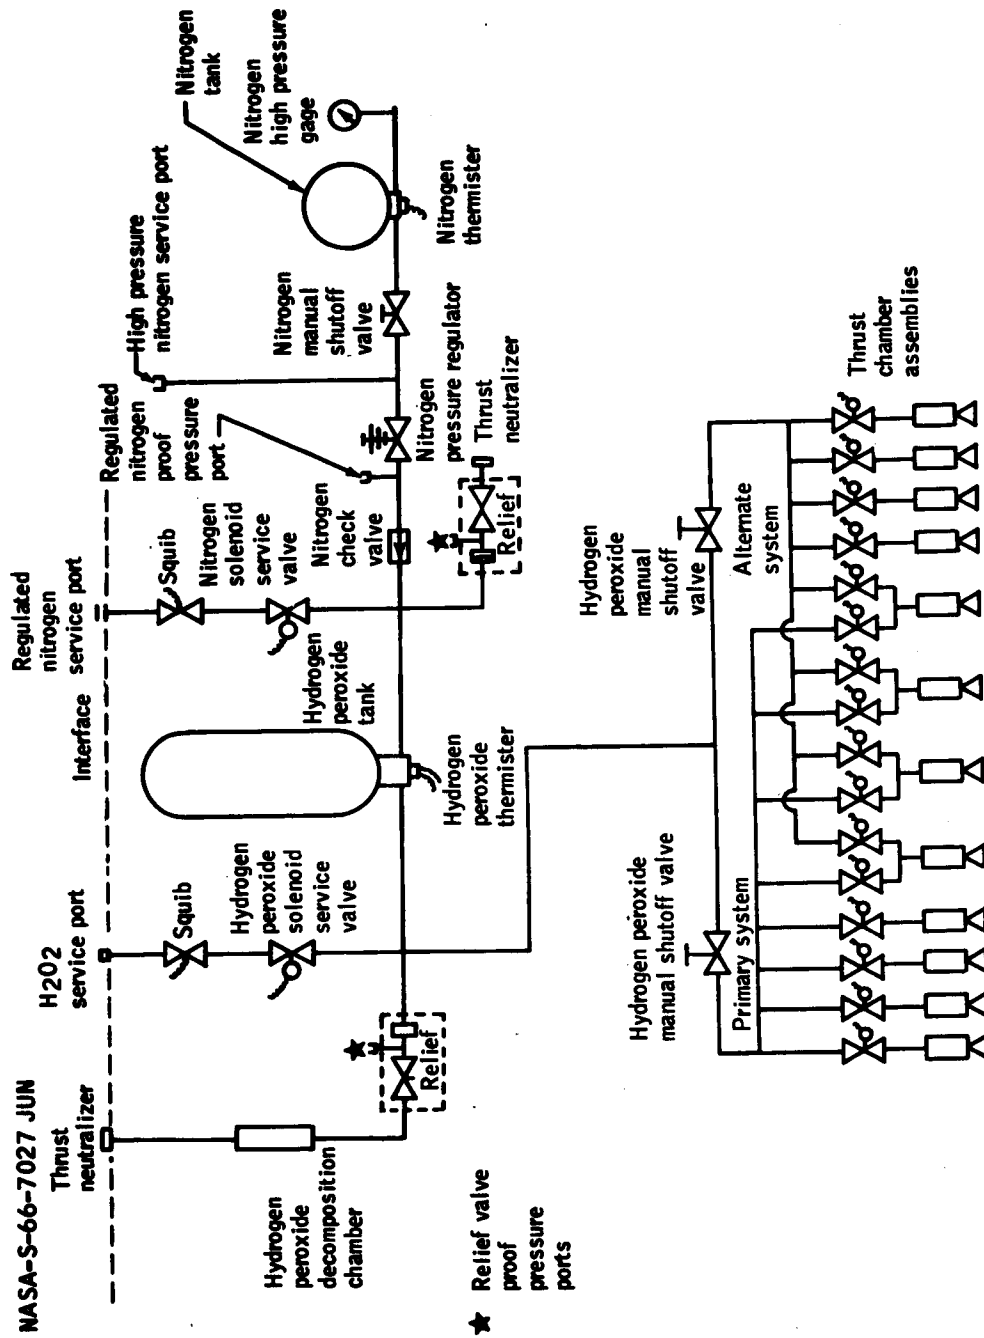 NASA-S-66-7027 JUN
Thrust
neutralizer
H2O2
service port
Interface
Regulated
nitrogen
service port
Regulated
nitrogen
proof
pressure
port
High pressure
nitrogen service port
Nitrogen
tank
Nitrogen
high pressure
gage
Squib
Hydrogen
peroxide
solenoid
service
valve
Squib
Nitrogen
solenoid
service
valve
Nitrogen
check
valve
Nitrogen
manual
shutoff
valve
Nitrogen
thermister
Nitrogen
pressure regulator
Thrust
neutralizer
Relief
Hydrogen
peroxide
tank
Hydrogen
peroxide
thermister
Relief
Hydrogen
peroxide
decomposition
chamber
★ Relief valve
proof
pressure
ports
Hydrogen peroxide
manual shutoff valve
Hydrogen
peroxide
manual
shutoff
valve
Primary system
Alternate
system
Thrust
chamber
assemblies